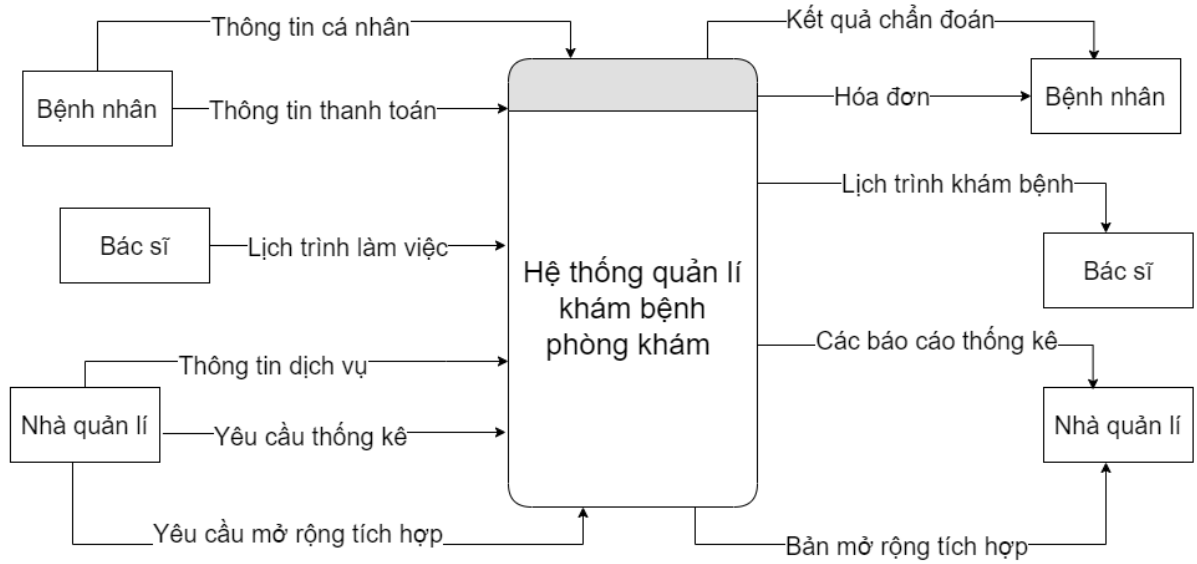 Thông tin cá nhân
Kết quả chẩn đoán
Bệnh nhân
Thông tin thanh toán
Hóa đơn
Bệnh nhân
Lịch trình khám bệnh
Bác sĩ
Lịch trình làm việc
Bác sĩ
Hệ thống quản lí
khám bệnh
phòng khám
Thông tin dịch vụ
Các báo cáo thống kê
Nhà quản lí
Yêu cầu thống kê
Nhà quản lí
Yêu cầu mở rộng tích hợp
Bản mở rộng tích hợp